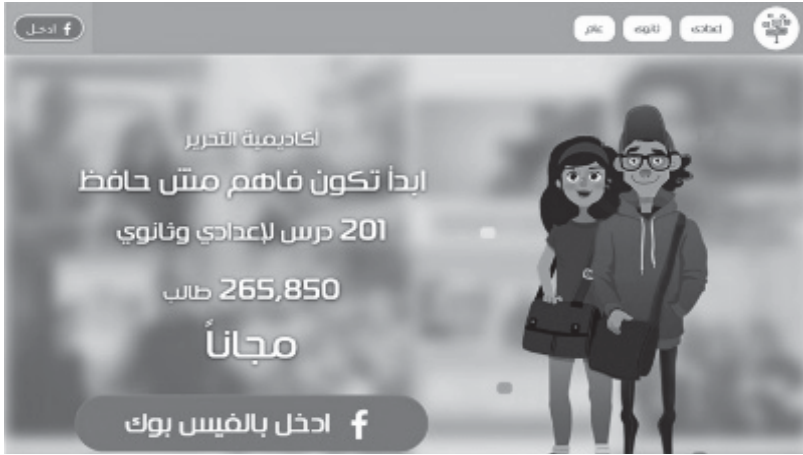 إعدادي ثانوي عام
ادخل
أكاديمية التحرير
ابدأ تكون فاهم مش حافظ
201 درس لإعدادي وثانوي
265,850 طالب
مجاناً
ادخل بالفيس بوك